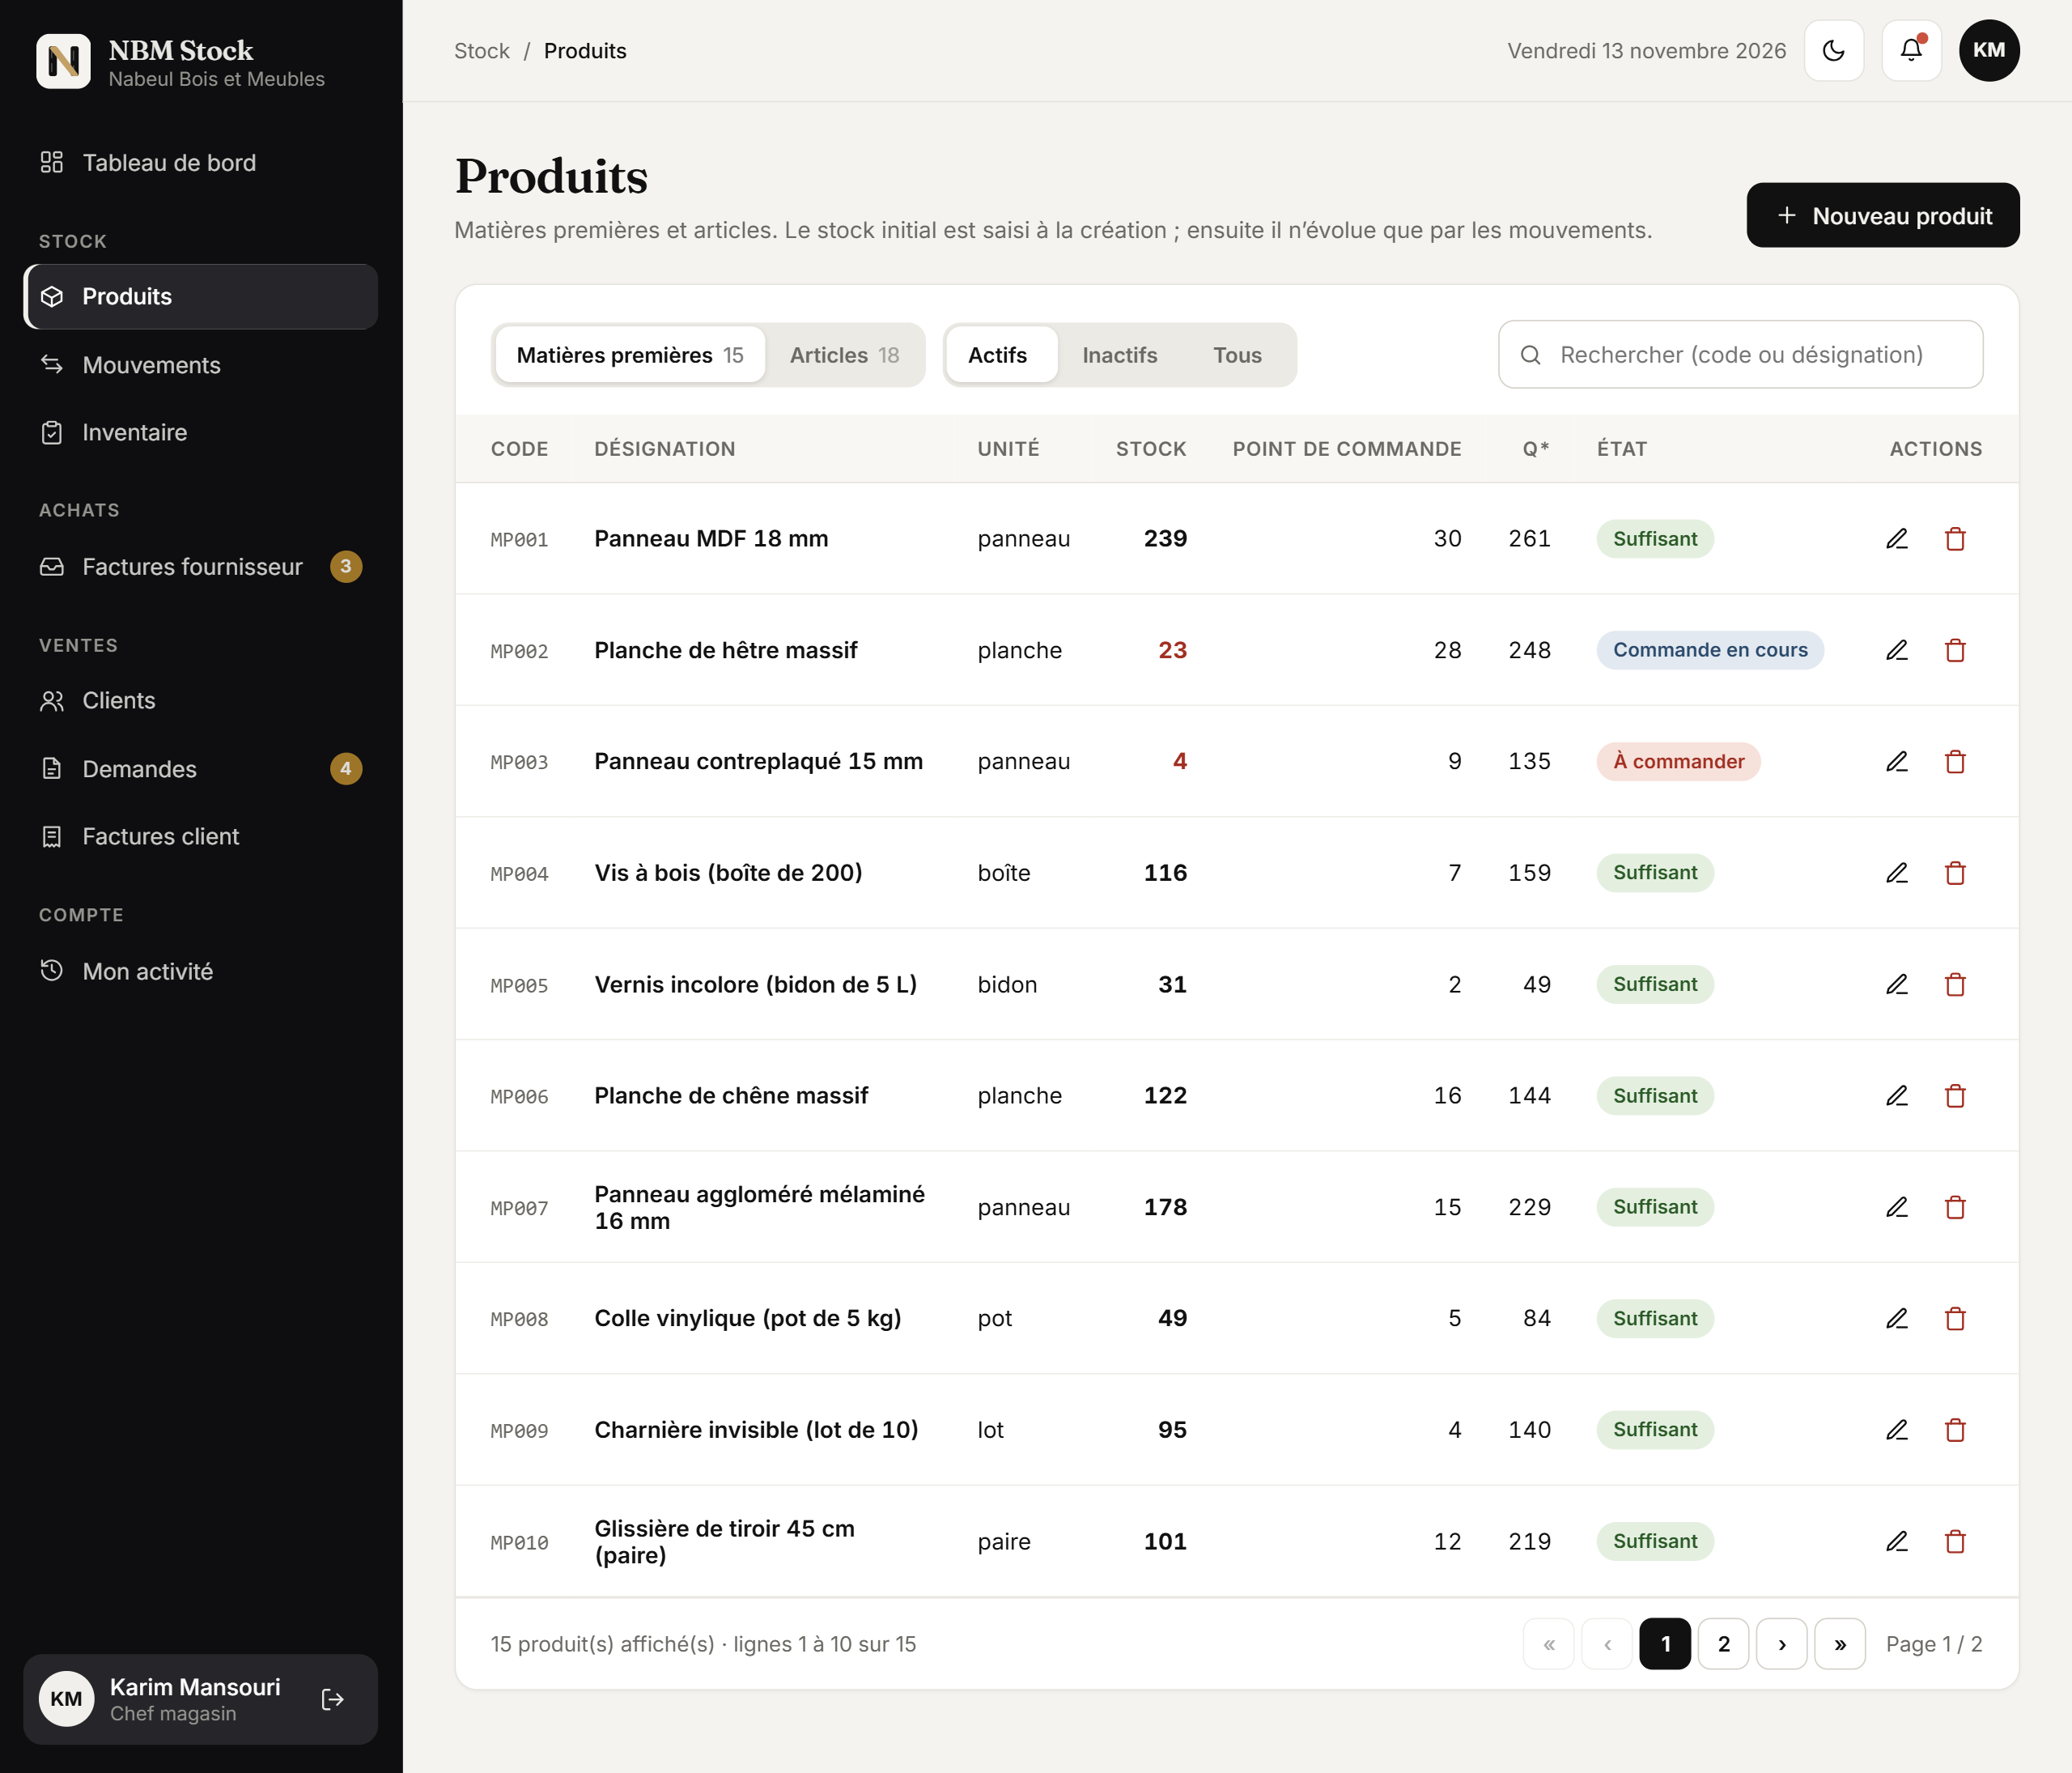 NBM Stock
Nabeul Bois et Meubles
Tableau de bord
STOCK
Produits
Mouvements
Inventaire
ACHATS
Factures fournisseur 3
VENTES
Clients
Demandes 4
Factures client
COMPTE
Mon activité
KM
Karim Mansouri
Chef magasin
Stock / Produits
Vendredi 13 novembre 2026
KM
Produits
Matières premières et articles. Le stock initial est saisi à la création ; ensuite il n’évolue que par les mouvements.
+ Nouveau produit
Matières premières 15 Articles 18 Actifs Inactifs Tous
Rechercher (code ou désignation)
CODE DÉSIGNATION UNITÉ STOCK POINT DE COMMANDE Q* ÉTAT ACTIONS
MP001 Panneau MDF 18 mm panneau 239 30 261 Suffisant
MP002 Planche de hêtre massif planche 23 28 248 Commande en cours
MP003 Panneau contreplaqué 15 mm panneau 4 9 135 À commander
MP004 Vis à bois (boîte de 200) boîte 116 7 159 Suffisant
MP005 Vernis incolore (bidon de 5 L) bidon 31 2 49 Suffisant
MP006 Planche de chêne massif planche 122 16 144 Suffisant
MP007 Panneau aggloméré mélaminé
16 mm panneau 178 15 229 Suffisant
MP008 Colle vinylique (pot de 5 kg) pot 49 5 84 Suffisant
MP009 Charnière invisible (lot de 10) lot 95 4 140 Suffisant
MP010 Glissière de tiroir 45 cm
(paire) paire 101 12 219 Suffisant
15 produit(s) affiché(s) · lignes 1 à 10 sur 15
« ‹ 1 2 › » Page 1 / 2